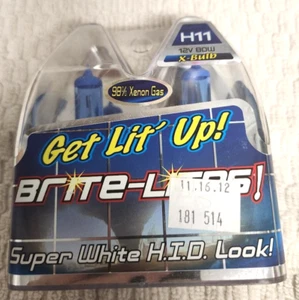 H11
12V 80W
X-Bulb
98% Xenon Gas
Get Lit' Up!
BRITE-LITES!
11.16.12
181 514
Super White H.I.D. Look!